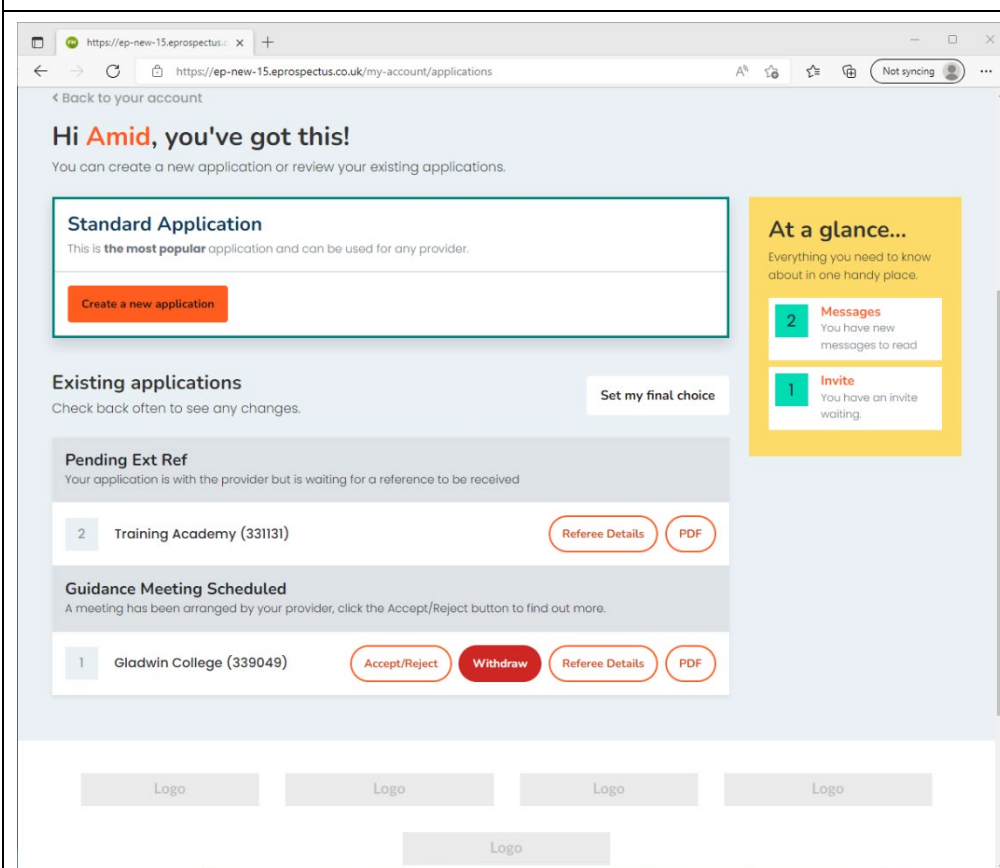 https://ep-new-15.eprospectus.c
https://ep-new-15.eprospectus.co.uk/my-account/applications
Not syncing
Back to your account
Hi Amid, you've got this!
You can create a new application or review your existing applications.
Standard Application
This is the most popular application and can be used for any provider.
Create a new application
At a glance...
Everything you need to know
about in one handy place.
2
Messages
You have new
messages to read
1
Invite
You have an invite
waiting.
Existing applications
Check back often to see any changes.
Set my final choice
Pending Ext Ref
Your application is with the provider but is waiting for a reference to be received
2 Training Academy (331131) Referee Details PDF
Guidance Meeting Scheduled
A meeting has been arranged by your provider, click the Accept/Reject button to find out more.
1 Gladwin College (339049) Accept/Reject Withdraw Referee Details PDF
Logo Logo Logo Logo
Logo